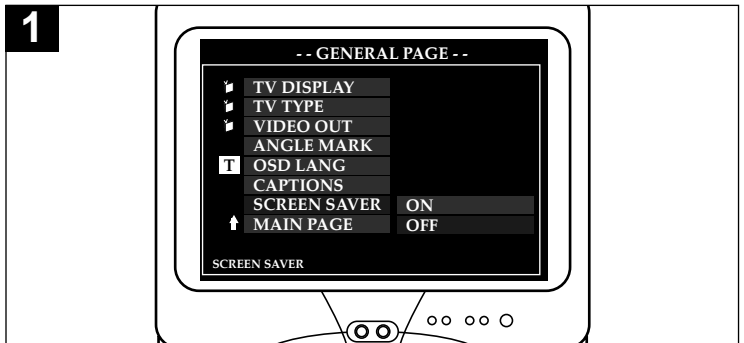 1
- - GENERAL PAGE - -
TV DISPLAY
TV TYPE
VIDEO OUT
ANGLE MARK
T OSD LANG
CAPTIONS
SCREEN SAVER ON
MAIN PAGE OFF
SCREEN SAVER